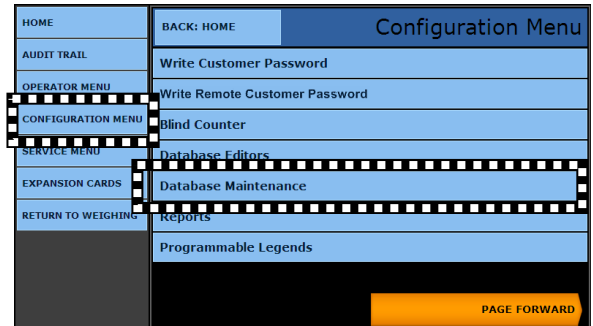 HOME
BACK: HOME
Configuration Menu
AUDIT TRAIL
Write Customer Password
OPERATOR MENU
Write Remote Customer Password
CONFIGURATION MENU
Blind Counter
SERVICE MENU
Database Editors
EXPANSION CARDS
Database Maintenance
RETURN TO WEIGHING
Reports
Programmable Legends
PAGE FORWARD